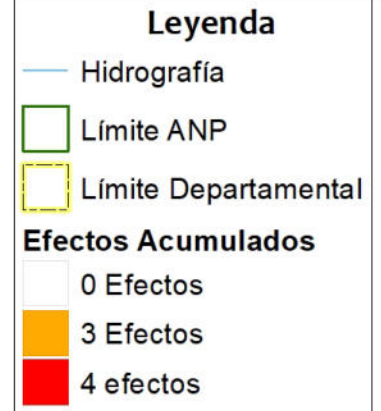 Leyenda
Hidrografía
Límite ANP
Límite Departamental
Efectos Acumulados
0 Efectos
3 Efectos
4 efectos